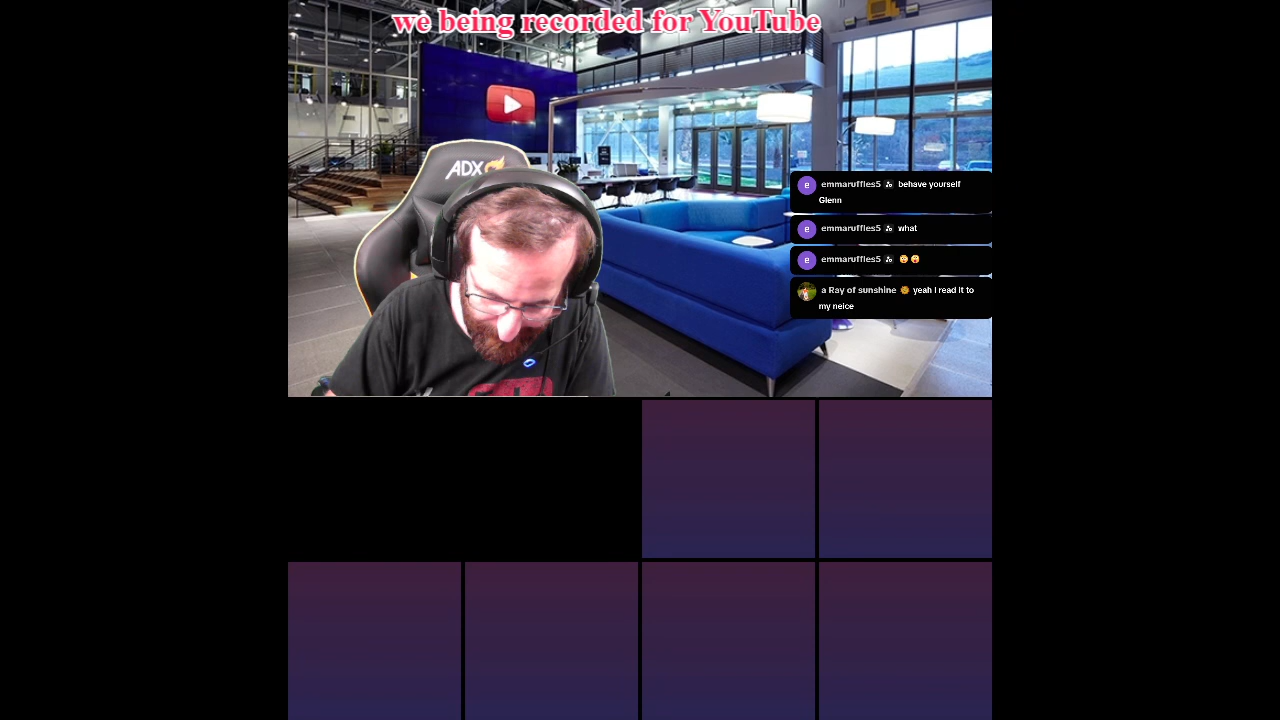 we being recorded for YouTube
ADX
emmaruffles5 behave yourself
Glenn
emmaruffles5 what
emmaruffles5
a Ray of sunshine yeah I read it to
my neice